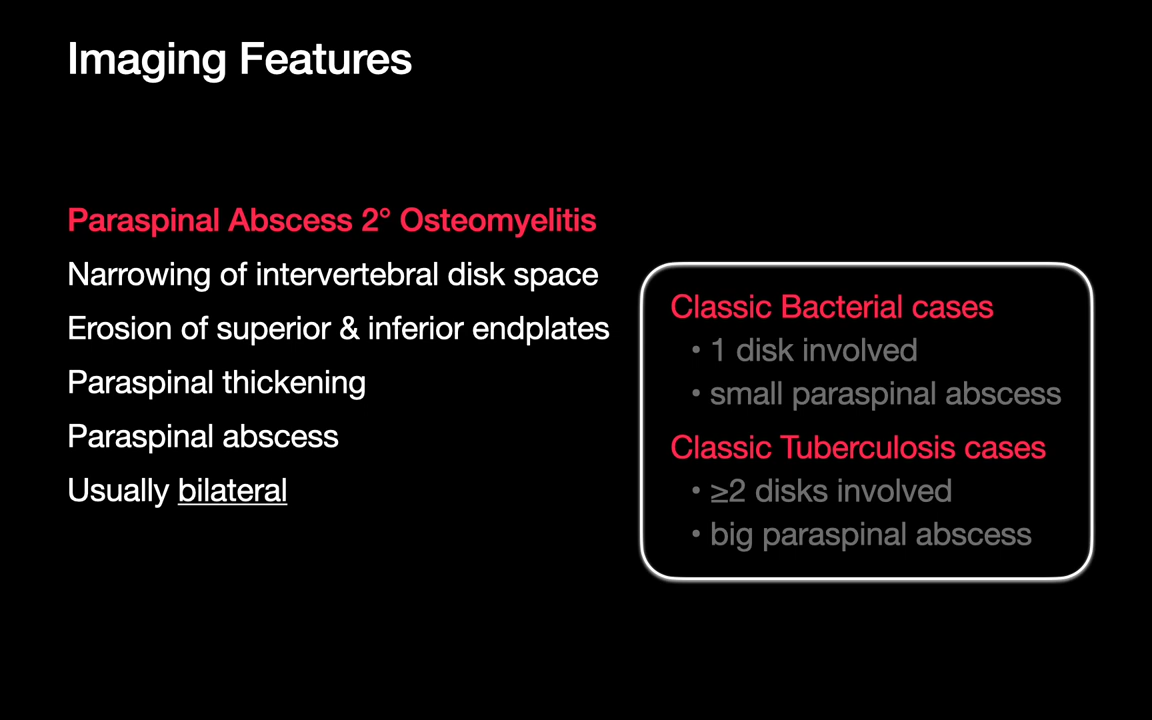 Imaging Features
Paraspinal Abscess 2° Osteomyelitis
Narrowing of intervertebral disk space
Erosion of superior & inferior endplates
Paraspinal thickening
Paraspinal abscess
Usually bilateral
Classic Bacterial cases
• 1 disk involved
• small paraspinal abscess
Classic Tuberculosis cases
• ≥2 disks involved
• big paraspinal abscess